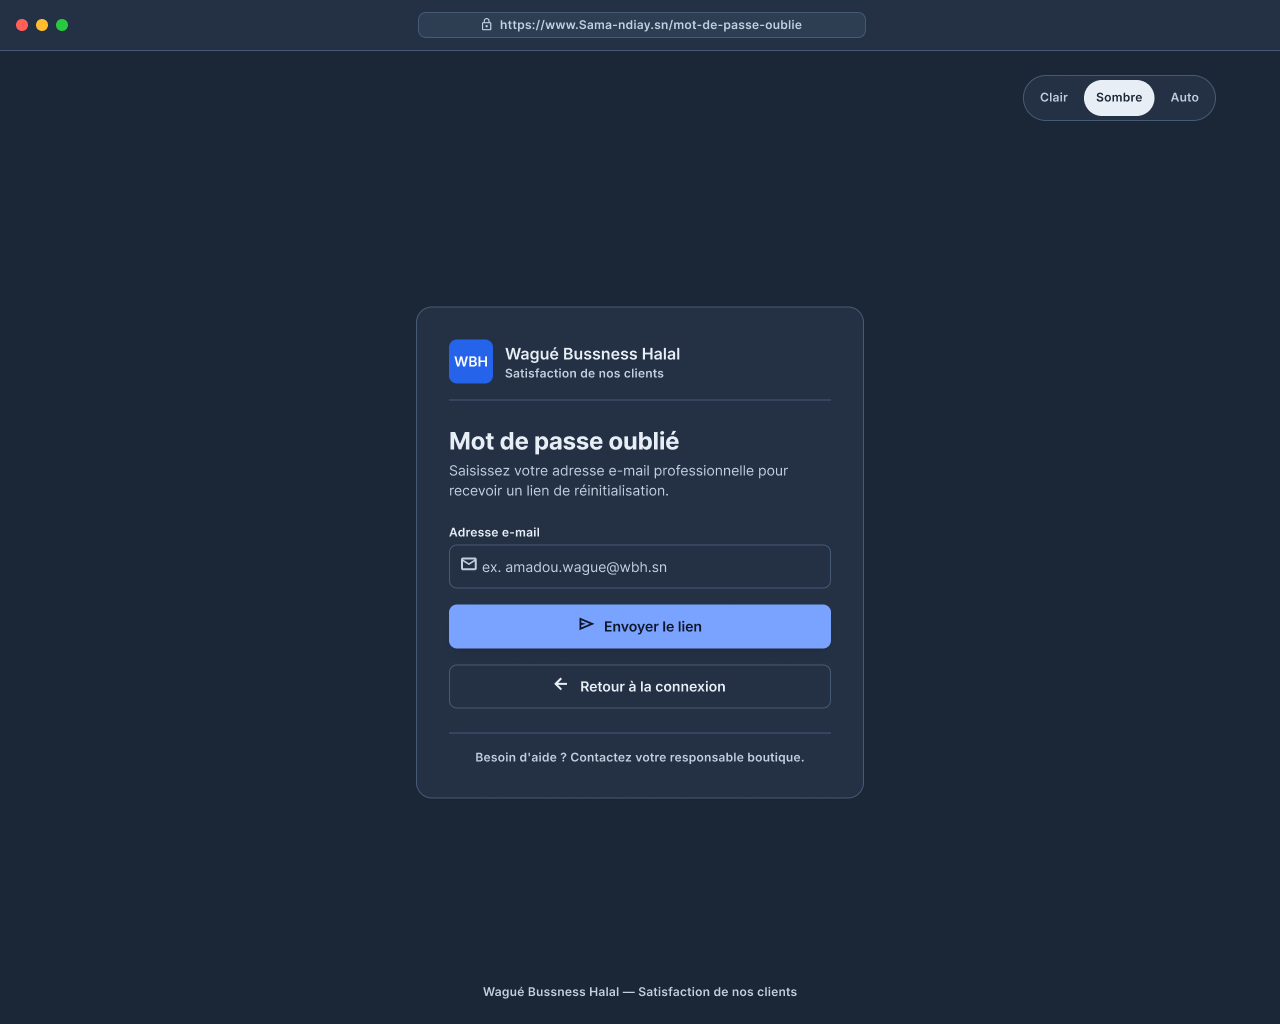 https://www.Sama-ndiay.sn/mot-de-passe-oublie
Clair Sombre Auto
WBH
Wagué Bussness Halal
Satisfaction de nos clients
Mot de passe oublié
Saisissez votre adresse e-mail professionnelle pour
recevoir un lien de réinitialisation.
Adresse e-mail
ex. amadou.wague@wbh.sn
Envoyer le lien
Retour à la connexion
Besoin d'aide ? Contactez votre responsable boutique.
Wagué Bussness Halal — Satisfaction de nos clients